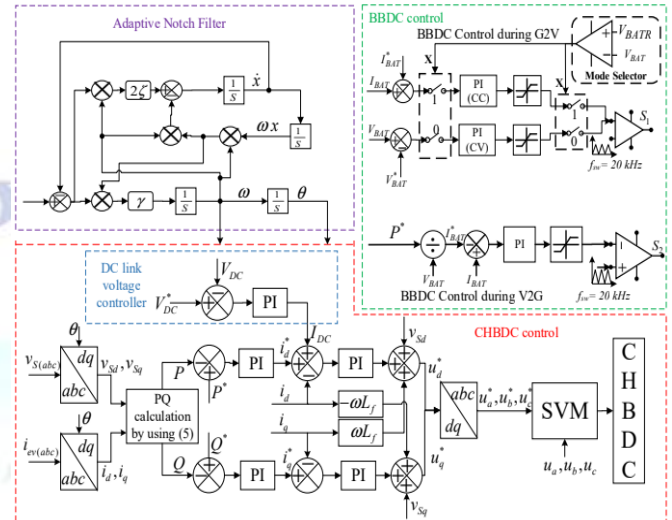 Adaptive Notch Filter
2ζ
1/S
ẋ
ωx
1/S
γ
1/S
ω
1/S
θ
BBDC control
BBDC Control during G2V
V_BATR
V_BAT
Mode Selector
X
X
I*_BAT
I_BAT
1
PI (CC)
1
S_1
V_BAT
0
PI (CV)
0
V*_BAT
f_sw= 20 kHz
P*
÷
I*_BAT
PI
S_2
V_BAT
I_BAT
BBDC Control during V2G
f_sw= 20 kHz
DC link
voltage
controller
V_DC
V*_DC
PI
CHBDC control
θ
v_S(abc)
dq
abc
v_Sd, v_Sq
P
P*
PI
i*_d
I_DC
PI
v_Sd
u*_d
PQ
calculation
by using (5)
i_d
-ωL_f
i_q
ωL_f
abc
dq
u*_a, u*_b, u*_c
SVM
u_a, u_b, u_c
C
H
B
D
C
θ
i_ev(abc)
dq
abc
i_d, i_q
Q
Q*
PI
i*_q
PI
u*_q
v_Sq